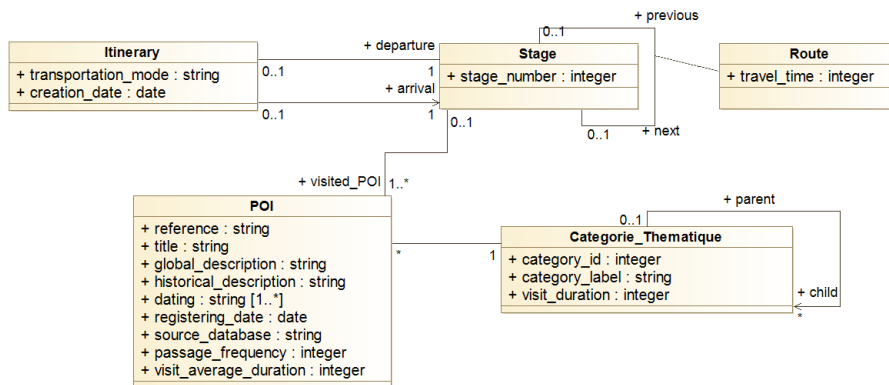 + previous
0..1
Itinerary
+ departure
Stage
Route
+ transportation_mode : string
+ creation_date : date
0..1
1
+ stage_number : integer
+ travel_time : integer
+ arrival
0..1
1
0..1
0..1
+ next
+ visited_POI
1..*
POI
+ parent
0..1
+ reference : string
+ title : string
+ global_description : string
+ historical_description : string
+ dating : string [1..*]
+ registering_date : date
+ source_database : string
+ passage_frequency : integer
+ visit_average_duration : integer
*
1
Categorie_Thematique
+ category_id : integer
+ category_label : string
+ visit_duration : integer
+ child
*